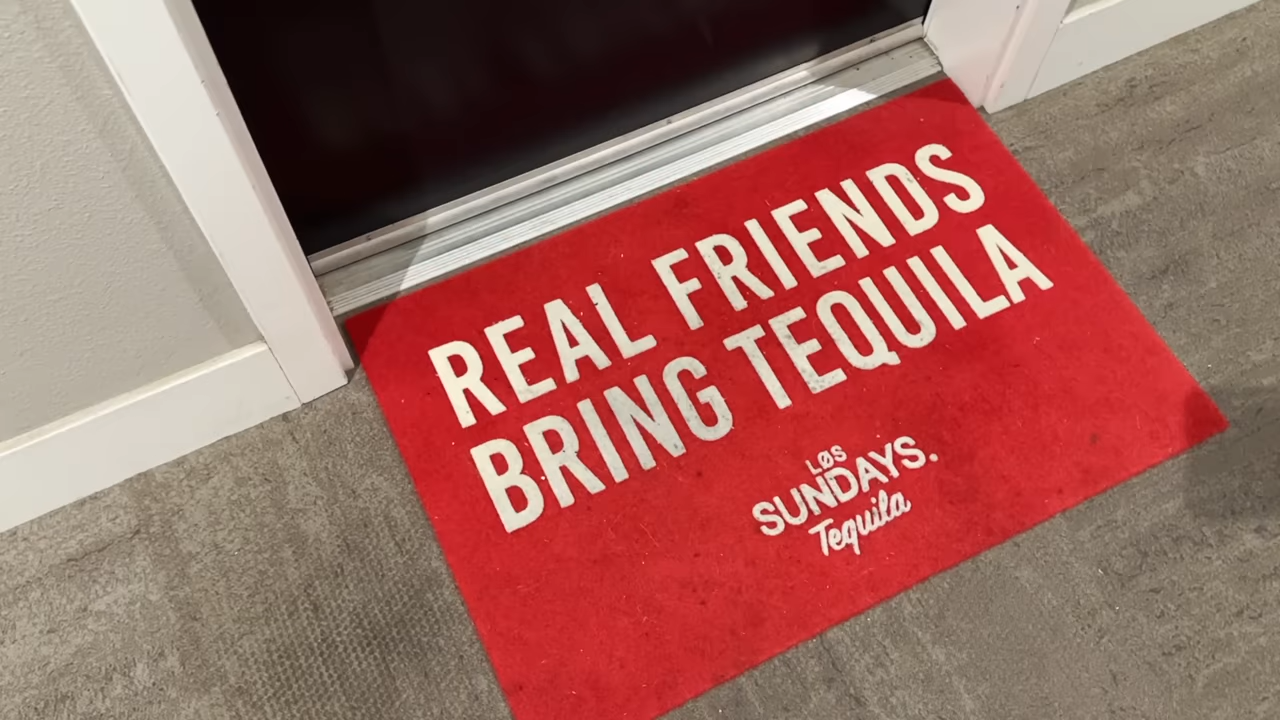 REAL FRIENDS
BRING TEQUILA
LØS
SUNDAYS.
Tequila